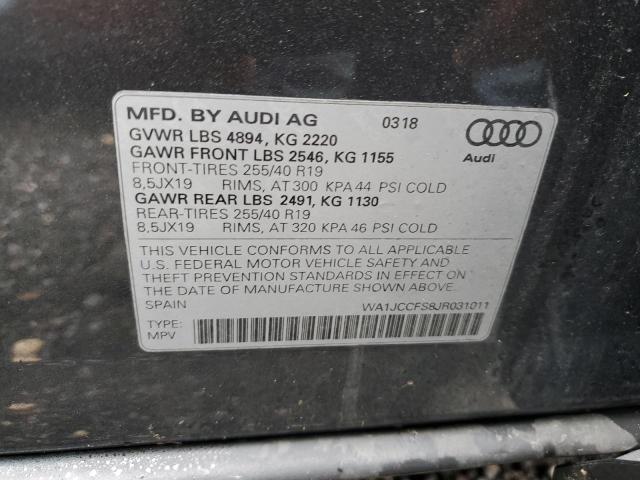 MFD. BY AUDI AG 0318
GVWR LBS 4894, KG 2220
GAWR FRONT LBS 2546, KG 1155
FRONT-TIRES 255/40 R19
8,5JX19 RIMS, AT 300 KPA 44 PSI COLD
GAWR REAR LBS 2491, KG 1130
REAR-TIRES 255/40 R19
8,5JX19 RIMS, AT 320 KPA 46 PSI COLD
Audi
THIS VEHICLE CONFORMS TO ALL APPLICABLE
U.S. FEDERAL MOTOR VEHICLE SAFETY AND
THEFT PREVENTION STANDARDS IN EFFECT ON
THE DATE OF MANUFACTURE SHOWN ABOVE.
SPAIN WA1JCCFS8JR031011
TYPE:
MPV